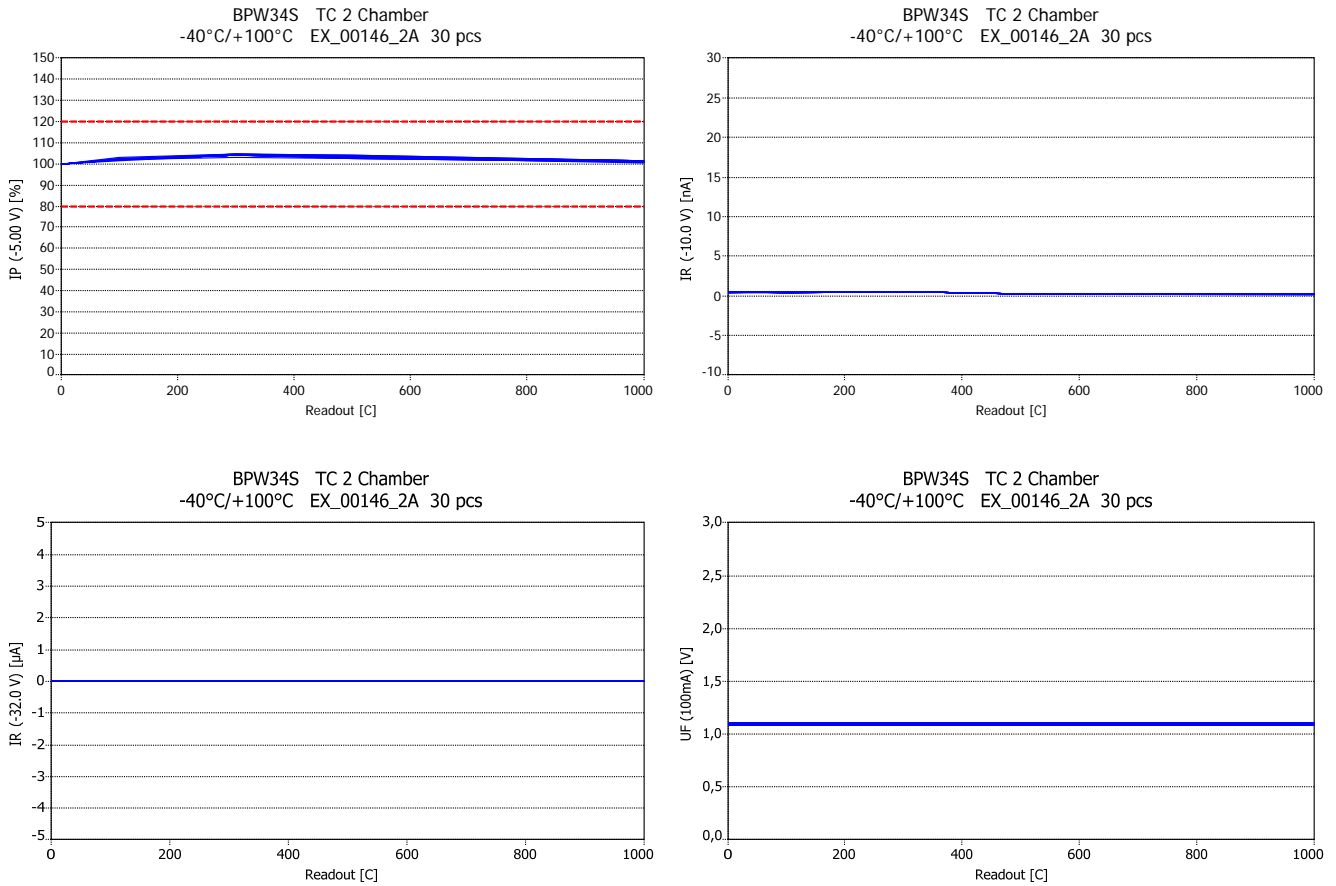 BPW34S TC 2 Chamber
-40°C/+100°C EX_00146_2A 30 pcs
IP (-5.00 V) [%]
150
140
130
120
110
100
90
80
70
60
50
40
30
20
10
0
0 200 400 600 800 1000
Readout [C]
BPW34S TC 2 Chamber
-40°C/+100°C EX_00146_2A 30 pcs
IR (-10.0 V) [nA]
30
25
20
15
10
5
0
-5
-10
0 200 400 600 800 1000
Readout [C]
BPW34S TC 2 Chamber
-40°C/+100°C EX_00146_2A 30 pcs
IR (-32.0 V) [µA]
5
4
3
2
1
0
-1
-2
-3
-4
-5
0 200 400 600 800 1000
Readout [C]
BPW34S TC 2 Chamber
-40°C/+100°C EX_00146_2A 30 pcs
UF (100mA) [V]
3,0
2,5
2,0
1,5
1,0
0,5
0,0
0 200 400 600 800 1000
Readout [C]